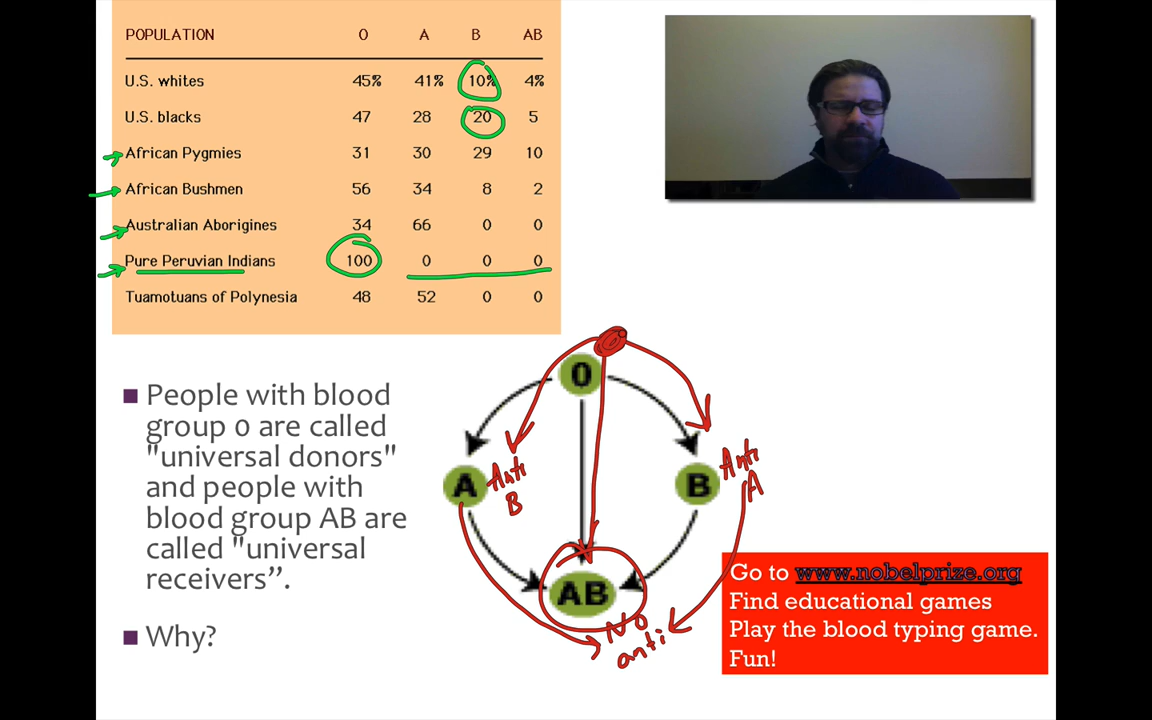 POPULATION O A B AB
U.S. whites 45% 41% 10% 4%
U.S. blacks 47 28 20 5
African Pygmies 31 30 29 10
African Bushmen 56 34 8 2
Australian Aborigines 34 66 0 0
Pure Peruvian Indians 100 0 0 0
Tuamotuans of Polynesia 48 52 0 0
People with blood
group 0 are called
"universal donors"
and people with
blood group AB are
called "universal
receivers”.
Why?
0
A
Anti
B
B
Anti
A
AB
No
anti
Go to www.nobelprize.org
Find educational games
Play the blood typing game.
Fun!